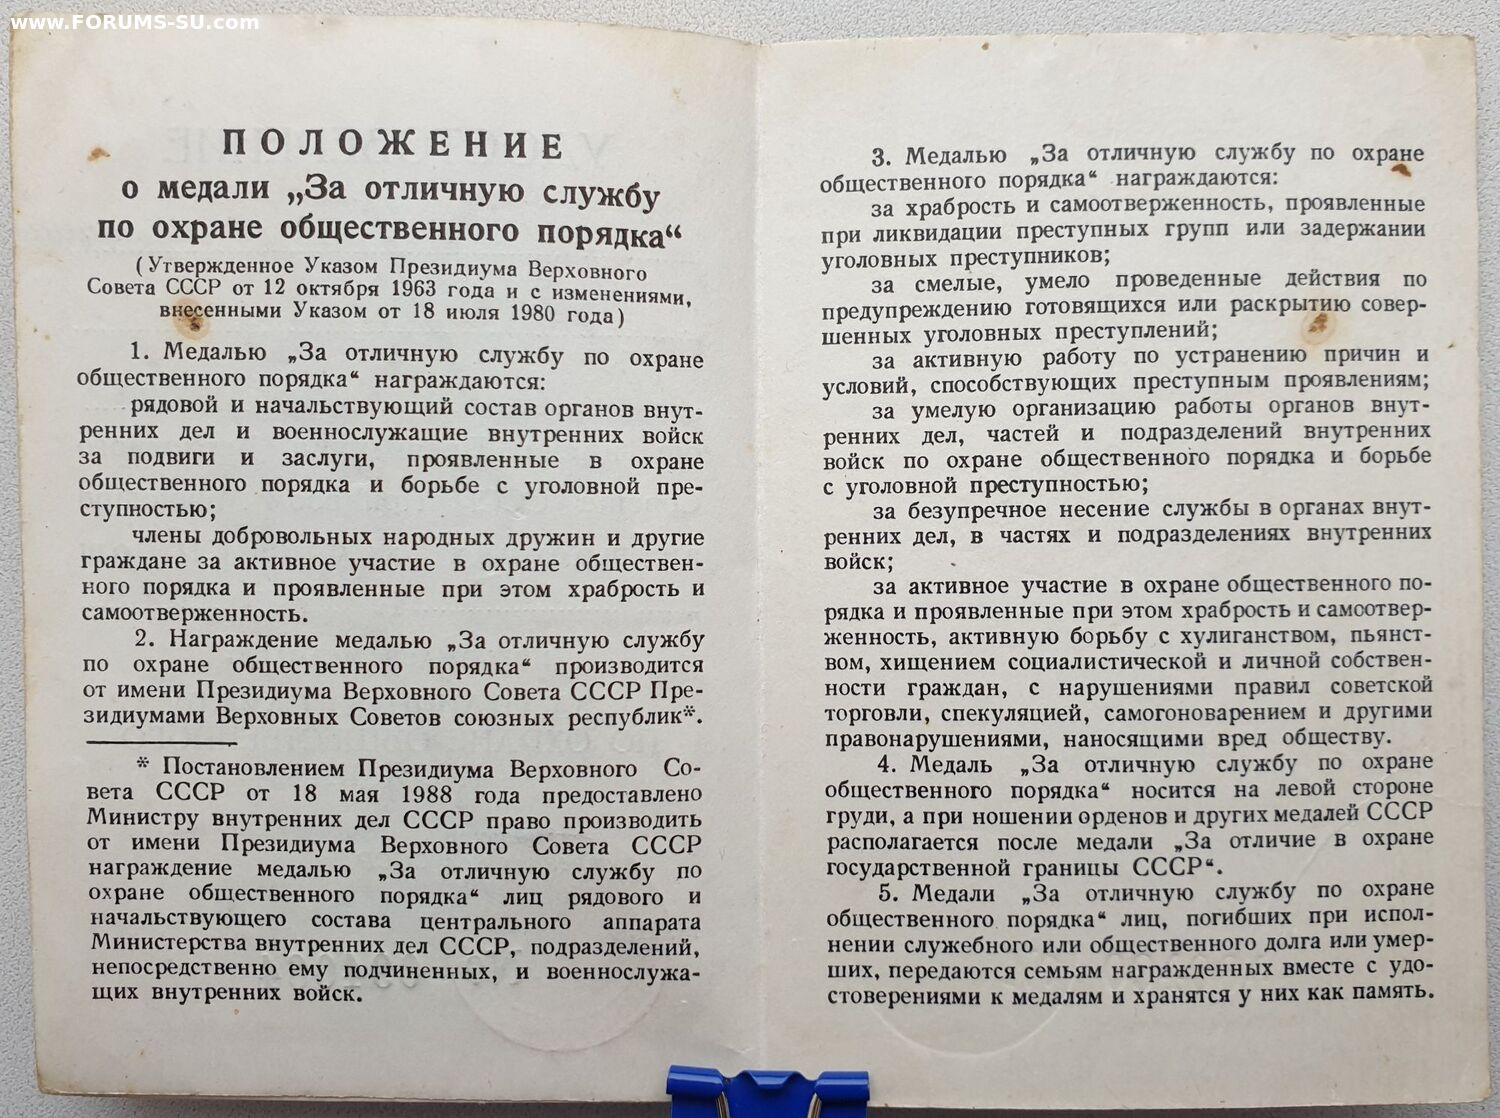 www.FORUMS-SU.com
ПОЛОЖЕНИЕ
о медали „За отличную службу
по охране общественного порядка“
(Утвержденное Указом Президиума Верховного
Совета СССР от 12 октября 1963 года и с изменениями,
внесенными Указом от 18 июля 1980 года)
1. Медалью „За отличную службу по охране
общественного порядка“ награждаются:
рядовой и начальствующий состав органов внут-
ренних дел и военнослужащие внутренних войск
за подвиги и заслуги, проявленные в охране
общественного порядка и борьбе с уголовной пре-
ступностью;
члены добровольных народных дружин и другие
граждане за активное участие в охране обществен-
ного порядка и проявленные при этом храбрость и
самоотверженность.
2. Награждение медалью „За отличную службу
по охране общественного порядка“ производится
от имени Президиума Верховного Совета СССР Пре-
зидиумами Верховных Советов союзных республик*.
* Постановлением Президиума Верховного Со-
вета СССР от 18 мая 1988 года предоставлено
Министру внутренних дел СССР право производить
от имени Президиума Верховного Совета СССР
награждение медалью „За отличную службу по
охране общественного порядка“ лиц рядового и
начальствующего состава центрального аппарата
Министерства внутренних дел СССР, подразделений,
непосредственно ему подчиненных, и военнослужа-
щих внутренних войск.
3. Медалью „За отличную службу по охране
общественного порядка“ награждаются:
за храбрость и самоотверженность, проявленные
при ликвидации преступных групп или задержании
уголовных преступников;
за смелые, умело проведенные действия по
предупреждению готовящихся или раскрытию совер-
шенных уголовных преступлений;
за активную работу по устранению причин и
условий, способствующих преступным проявлениям;
за умелую организацию работы органов внут-
ренних дел, частей и подразделений внутренних
войск по охране общественного порядка и борьбе
с уголовной преступностью;
за безупречное несение службы в органах внут-
ренних дел, в частях и подразделениях внутренних
войск;
за активное участие в охране общественного по-
рядка и проявленные при этом храбрость и самоотвер-
женность, активную борьбу с хулиганством, пьянст-
вом, хищением социалистической и личной собствен-
ности граждан, с нарушениями правил советской
торговли, спекуляцией, самогоноварением и другими
правонарушениями, наносящими вред обществу.
4. Медаль „За отличную службу по охране
общественного порядка“ носится на левой стороне
груди, а при ношении орденов и других медалей СССР
располагается после медали „За отличие в охране
государственной границы СССР“.
5. Медали „За отличную службу по охране
общественного порядка“ лиц, погибших при испол-
нении служебного или общественного долга или умер-
ших, передаются семьям награжденных вместе с удо-
стоверениями к медалям и хранятся у них как память.